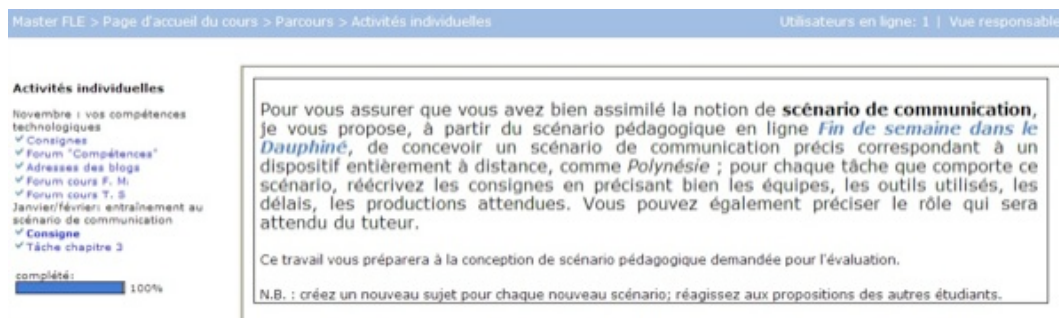 Master FLE > Page d'accueil du cours > Parcours > Activités individuelles
Utilisateurs en ligne: 1 | Vue responsable
Activités individuelles
Novembre : vos compétences
technologiques
Consignes
Forum "Compétences"
Adresses des blogs
Forum cours F. M.
Forum cours T. S
Janvier/février: entraînement au
scénario de communication
Consigne
Tâche chapitre 3
complété:
100%
Pour vous assurer que vous avez bien assimilé la notion de scénario de communication,
je vous propose, à partir du scénario pédagogique en ligne Fin de semaine dans le
Dauphiné, de concevoir un scénario de communication précis correspondant à un
dispositif entièrement à distance, comme Polynésie ; pour chaque tâche que comporte ce
scénario, réécrivez les consignes en précisant bien les équipes, les outils utilisés, les
délais, les productions attendues. Vous pouvez également préciser le rôle qui sera
attendu du tuteur.
Ce travail vous préparera à la conception de scénario pédagogique demandée pour l'évaluation.
N.B. : créez un nouveau sujet pour chaque nouveau scénario; réagissez aux propositions des autres étudiants.